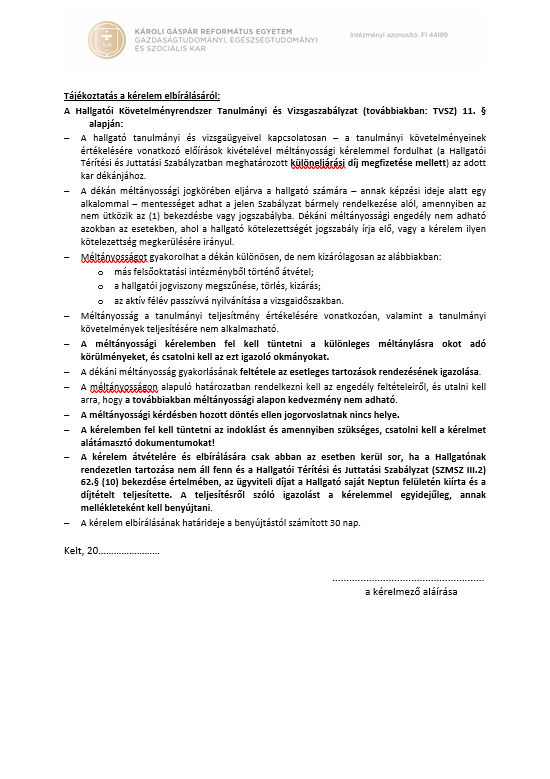 KÁROLI GÁSPÁR REFORMÁTUS EGYETEM
GAZDASÁGTUDOMÁNYI, EGÉSZSÉGTUDOMÁNYI
ÉS SZOCIÁLIS KAR
Intézményi azonosító: FI 44189
Tájékoztatás a kérelem elbírálásáról:
A Hallgatói Követelményrendszer Tanulmányi és Vizsgaszabályzat (továbbiakban: TVSZ) 11. §
alapján:
– A hallgató tanulmányi és vizsgaügyeivel kapcsolatosan – a tanulmányi követelményeinek
értékelésére vonatkozó előírások kivételével méltányossági kérelemmel fordulhat (a Hallgatói
Térítési és Juttatási Szabályzatban meghatározott különeljárási díj megfizetése mellett) az adott
kar dékánjához.
– A dékán méltányossági jogkörében eljárva a hallgató számára – annak képzési ideje alatt egy
alkalommal – mentességet adhat a jelen Szabályzat bármely rendelkezése alól, amennyiben az
nem ütközik az (1) bekezdésbe vagy jogszabályba. Dékáni méltányossági engedély nem adható
azokban az esetekben, ahol a hallgató kötelezettségét jogszabály írja elő, vagy a kérelem ilyen
kötelezettség megkerülésére irányul.
– Méltányosságot gyakorolhat a dékán különösen, de nem kizárólagosan az alábbiakban:
o más felsőoktatási intézményből történő átvétel;
o a hallgatói jogviszony megszűnése, törlés, kizárás;
o az aktív félév passzívvá nyilvánítása a vizsgaidőszakban.
– Méltányosság a tanulmányi teljesítmény értékelésére vonatkozóan, valamint a tanulmányi
követelmények teljesítésére nem alkalmazható.
– A méltányossági kérelemben fel kell tüntetni a különleges méltánylásra okot adó
körülményeket, és csatolni kell az ezt igazoló okmányokat.
– A dékáni méltányosság gyakorlásának feltétele az esetleges tartozások rendezésének igazolása.
– A méltányosságon alapuló határozatban rendelkezni kell az engedély feltételeiről, és utalni kell
arra, hogy a továbbiakban méltányossági alapon kedvezmény nem adható.
– A méltányossági kérdésben hozott döntés ellen jogorvoslatnak nincs helye.
– A kérelemben fel kell tüntetni az indoklást és amennyiben szükséges, csatolni kell a kérelmet
alátámasztó dokumentumokat!
– A kérelem átvételére és elbírálására csak abban az esetben kerül sor, ha a Hallgatónak
rendezetlen tartozása nem áll fenn és a Hallgatói Térítési és Juttatási Szabályzat (SZMSZ III.2)
62.§ (10) bekezdése értelmében, az ügyviteli díjat a Hallgató saját Neptun felületén kiírta és a
díjtételt teljesítette. A teljesítésről szóló igazolást a kérelemmel egyidejűleg, annak
mellékleteként kell benyújtani.
– A kérelem elbírálásának határideje a benyújtástól számított 30 nap.
Kelt, 20……………………
……………………………………………
a kérelmező aláírása